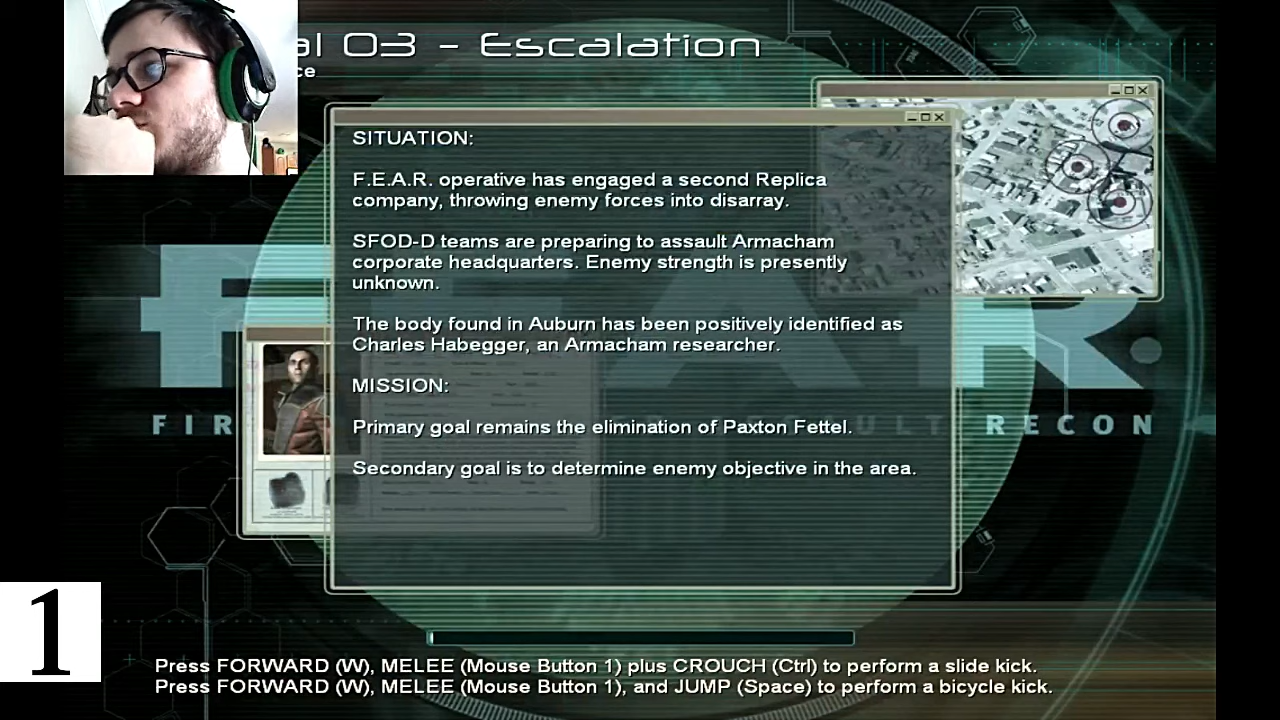 al 03 - Escalation
ce
SITUATION:
F.E.A.R. operative has engaged a second Replica
company, throwing enemy forces into disarray.
SFOD-D teams are preparing to assault Armacham
corporate headquarters. Enemy strength is presently
unknown.
The body found in Auburn has been positively identified as
Charles Habegger, an Armacham researcher.
MISSION:
Primary goal remains the elimination of Paxton Fettel.
Secondary goal is to determine enemy objective in the area.
FIR
RECON
1
Press FORWARD (W), MELEE (Mouse Button 1) plus CROUCH (Ctrl) to perform a slide kick.
Press FORWARD (W), MELEE (Mouse Button 1), and JUMP (Space) to perform a bicycle kick.